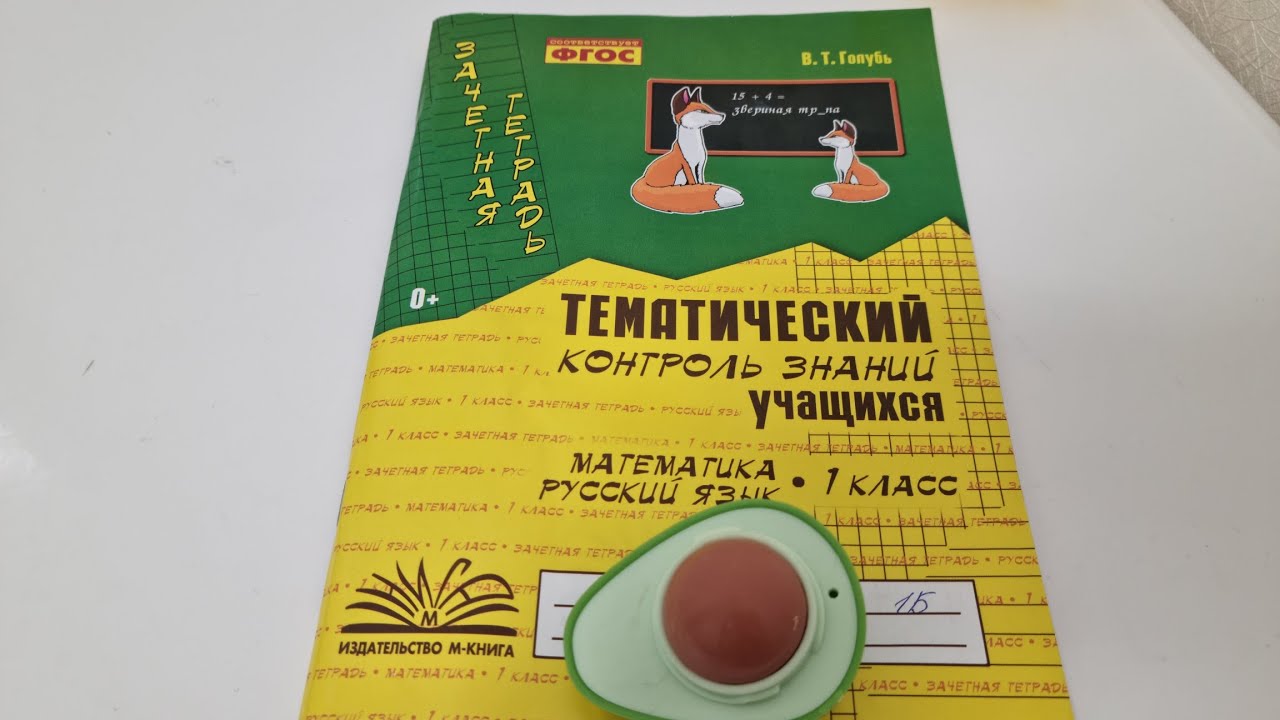 ЗАЧЕТНАЯ
ТЕТРАДЬ
СООТВЕТСТВУЕТ
ФГОС
В. Т. Голубь
15 + 4 =
звериная тр_па
0+
ТЕМАТИЧЕСКИЙ
КОНТРОЛЬ ЗНАНИЙ
УЧАЩИХСЯ
МАТЕМАТИКА
РУССКИЙ ЯЗЫК • 1 КЛАСС
М
ИЗДАТЕЛЬСТВО М-КНИГА
1Б